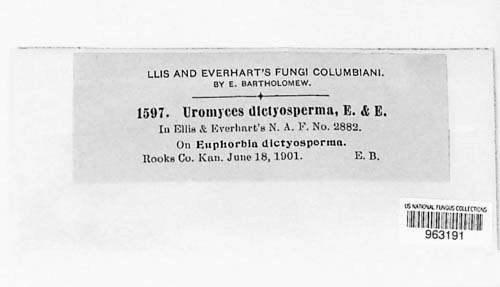 LLIS AND EVERHART'S FUNGI COLUMBIANI.
BY E. BARTHOLOMEW.
1597. Uromyces dictyosperma, E. & E.
In Ellis & Everhart's N. A. F. No. 2882.
On Euphorbia dictyosperma.
Rooks Co. Kan. June 18, 1901. E. B.
US NATIONAL FUNGUS COLLECTIONS
963191